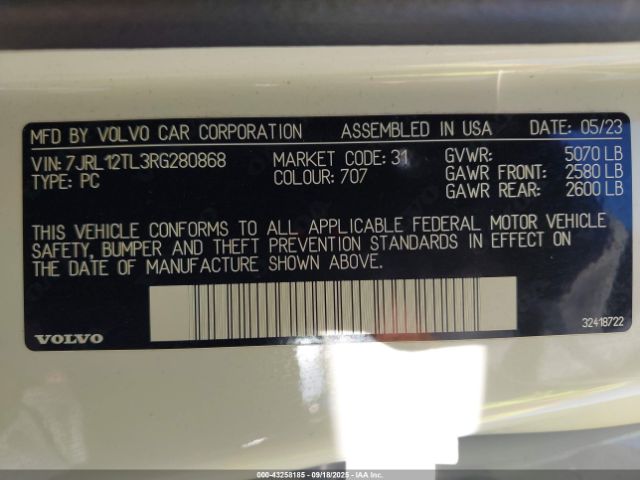 MFD BY VOLVO CAR CORPORATION ASSEMBLED IN USA DATE: 05/23
VIN: 7JRL12TL3RG280868 MARKET CODE: 31 GVWR: 5070 LB
TYPE: PC COLOUR: 707 GAWR FRONT: 2580 LB
GAWR REAR: 2600 LB
THIS VEHICLE CONFORMS TO ALL APPLICABLE FEDERAL MOTOR VEHICLE
SAFETY, BUMPER AND THEFT PREVENTION STANDARDS IN EFFECT ON
THE DATE OF MANUFACTURE SHOWN ABOVE.
VOLVO 32418722
000-43258185 - 09/18/2025 - IAAI.COM